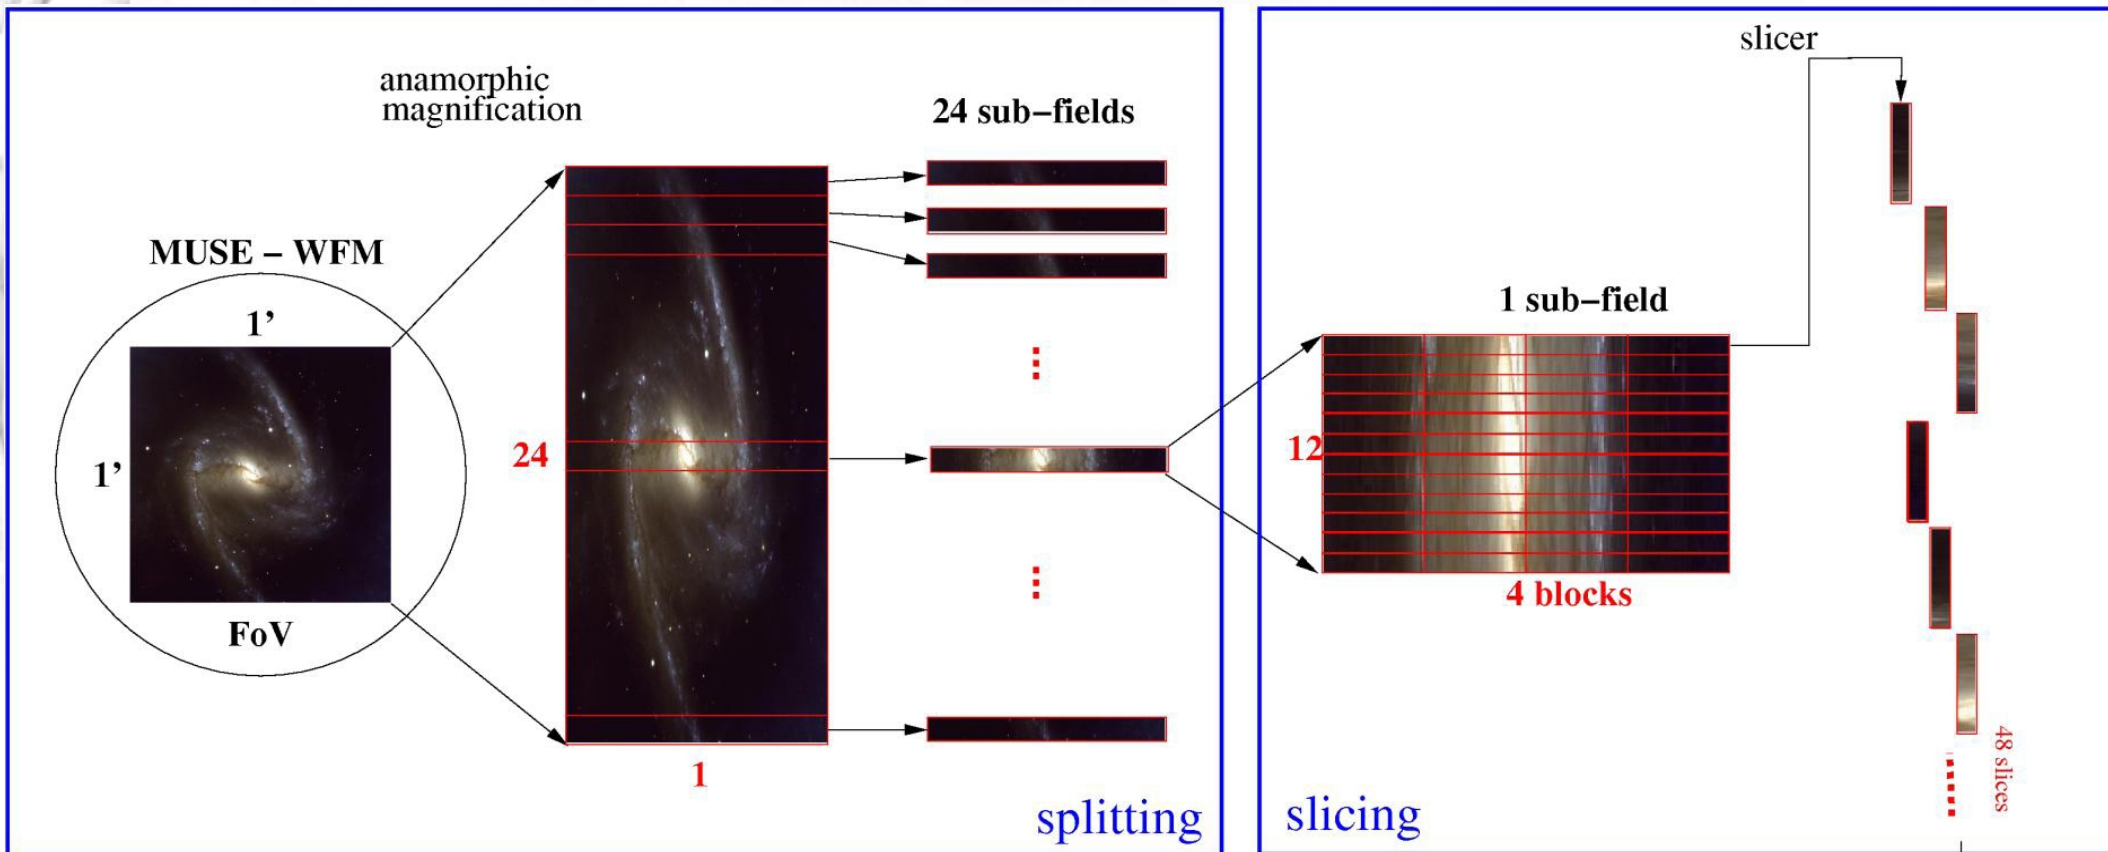 anamorphic
magnification
24 sub–fields
MUSE – WFM
1’
1’
FoV
24
1
splitting
slicer
1 sub–field
12
4 blocks
48 slices
slicing